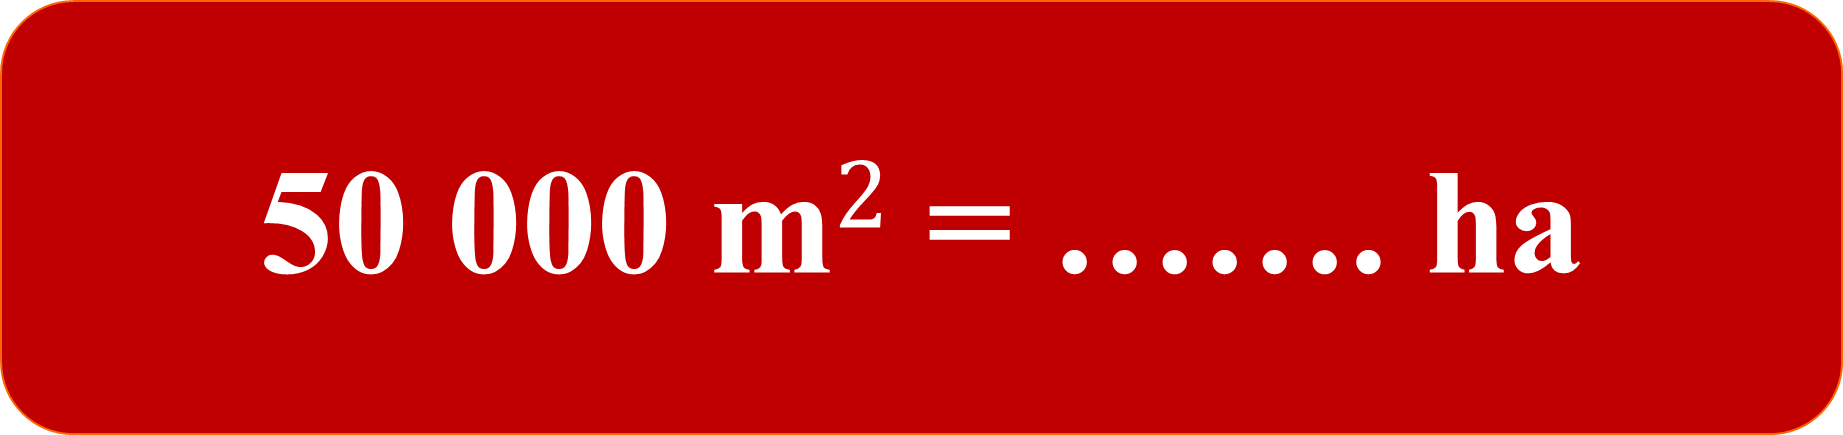 50 000 m² = ....... ha